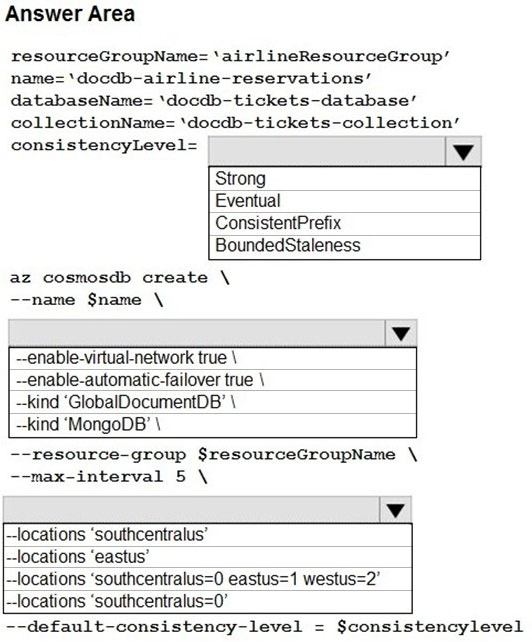 Answer Area
resourceGroupName=‘airlineResourceGroup’
name=‘docdb-airline-reservations’
databaseName=‘docdb-tickets-database’
collectionName=‘docdb-tickets-collection’
consistencyLevel=
Strong
Eventual
ConsistentPrefix
BoundedStaleness
az cosmosdb create \
--name $name \
--enable-virtual-network true \
--enable-automatic-failover true \
--kind ‘GlobalDocumentDB’ \
--kind ‘MongoDB’ \
--resource-group $resourceGroupName \
--max-interval 5 \
--locations ‘southcentralus’
--locations ‘eastus’
--locations ‘southcentralus=0 eastus=1 westus=2’
--locations ‘southcentralus=0’
--default-consistency-level = $consistencylevel